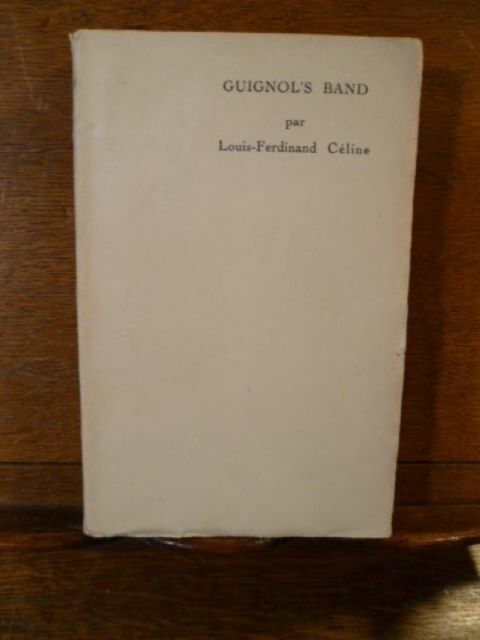 GUIGNOL'S BAND
par
Louis-Ferdinand Céline